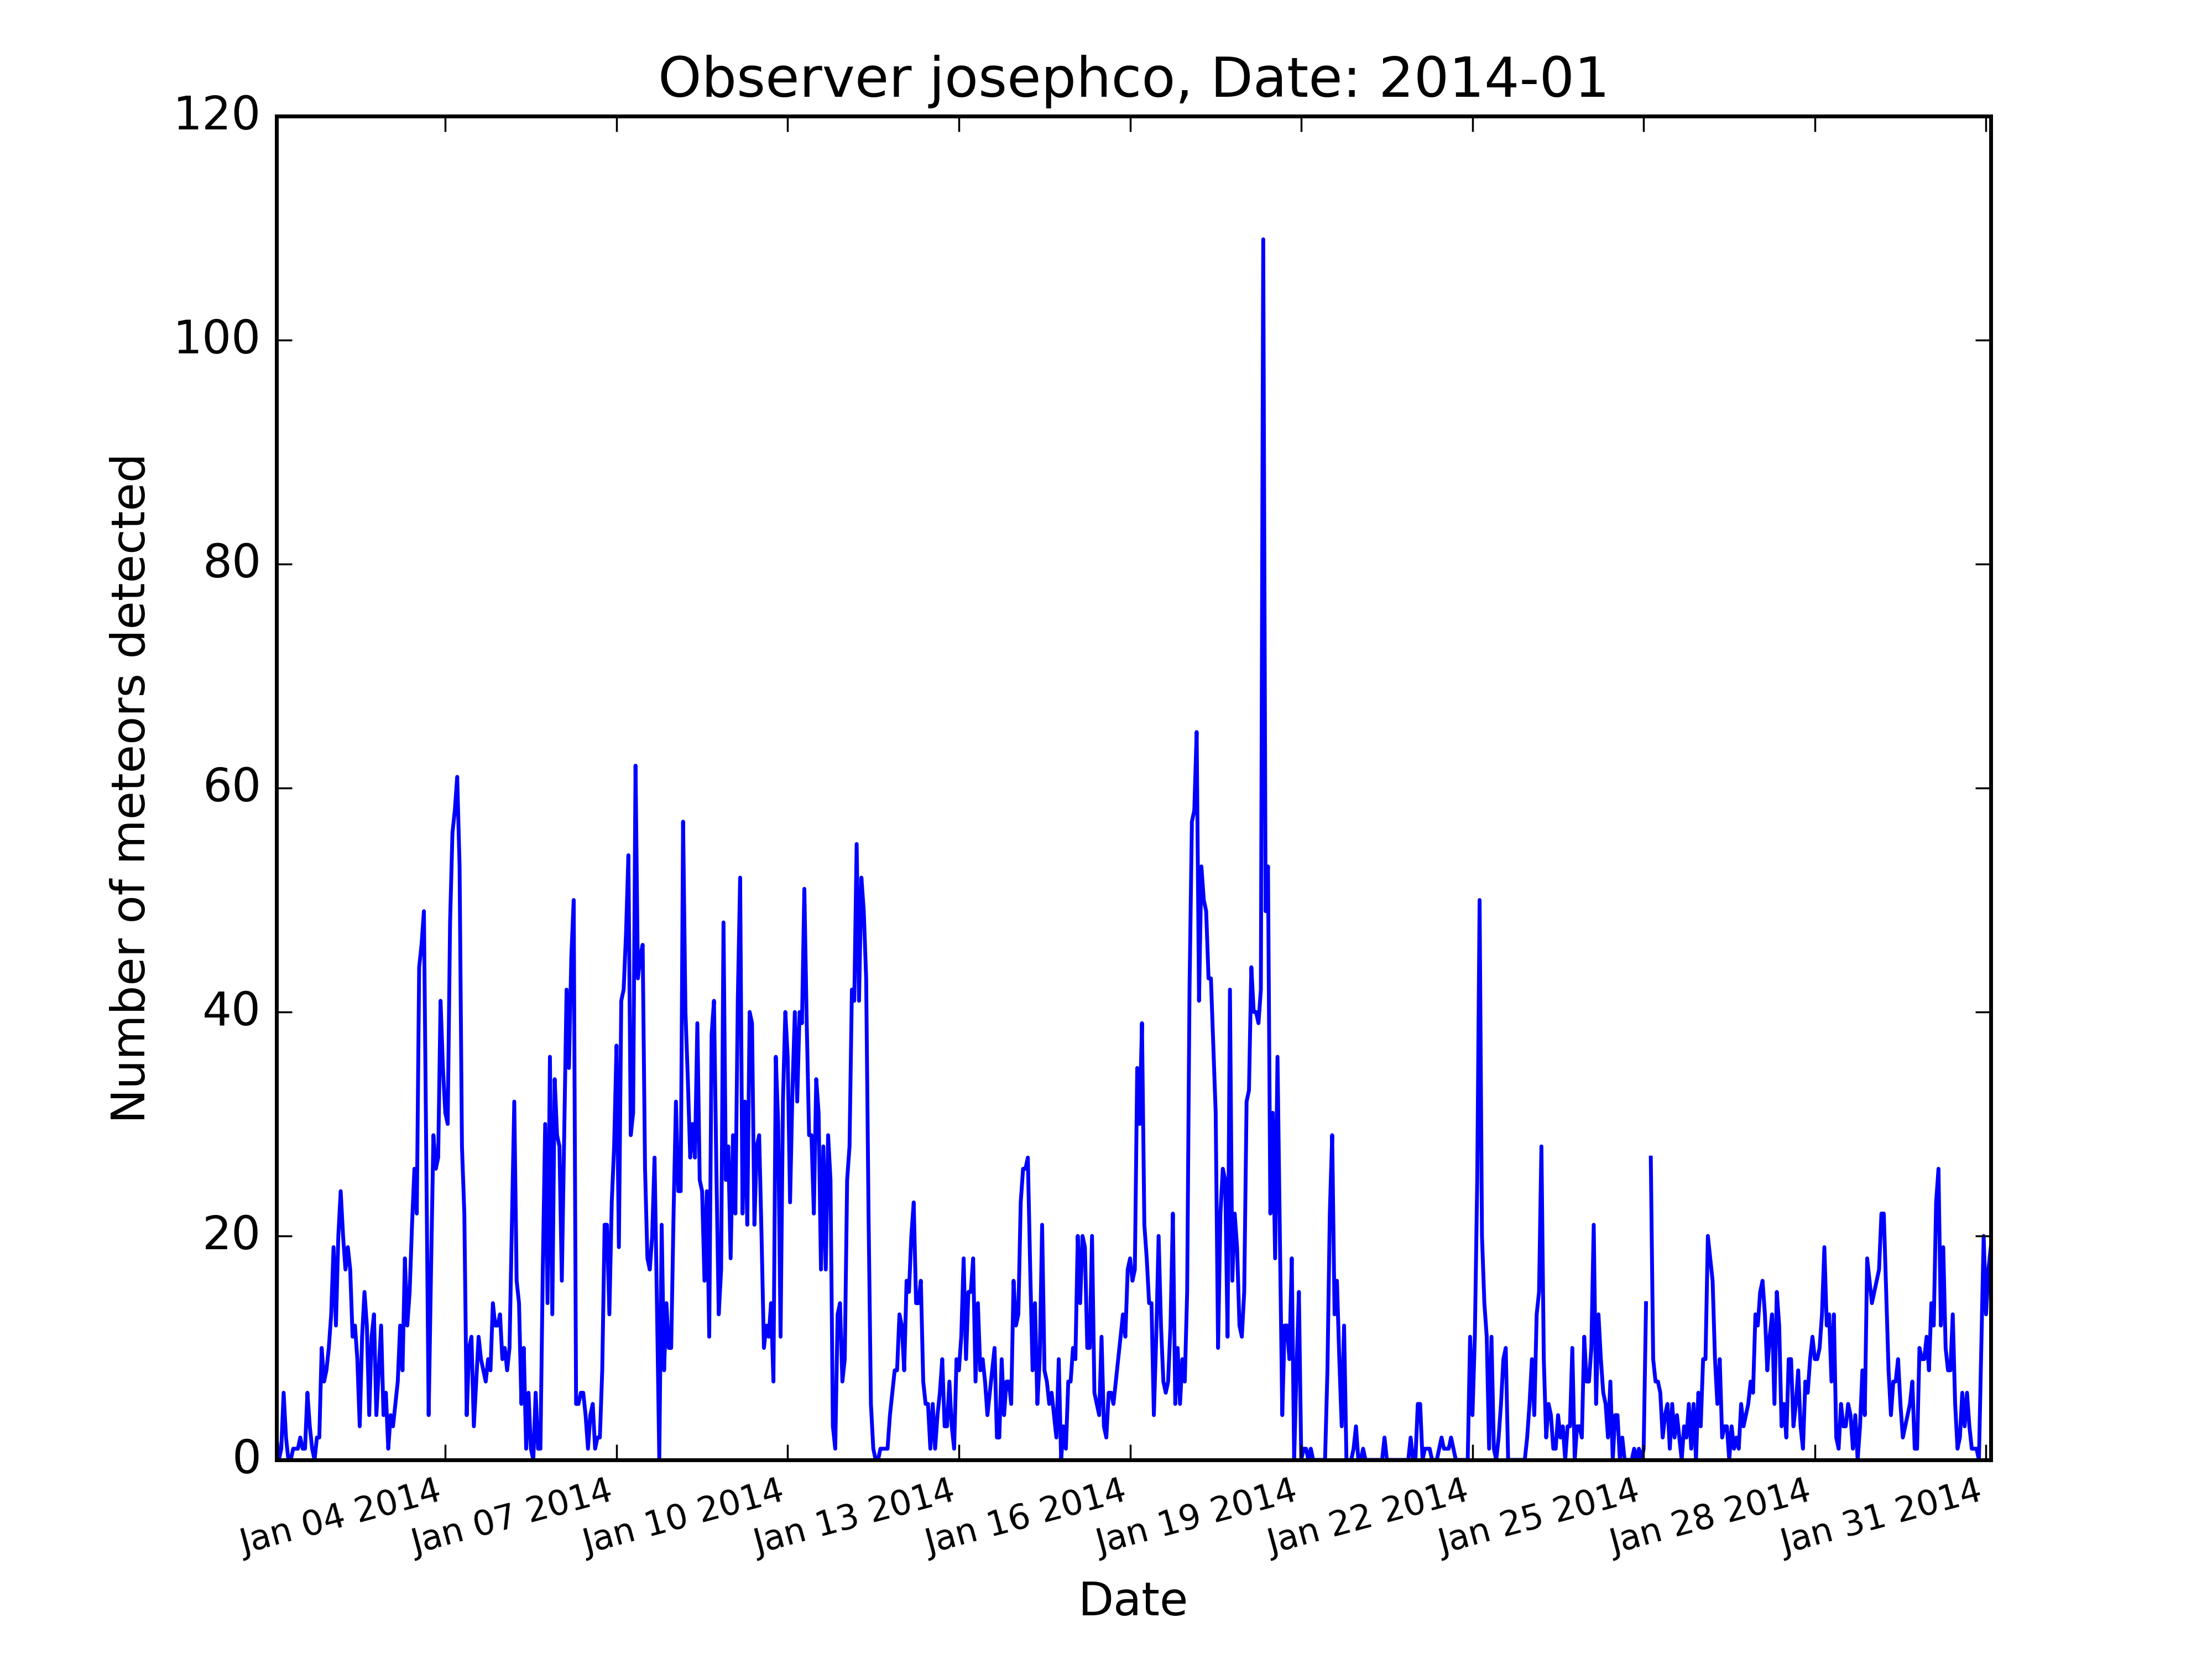 Observer josephco, Date: 2014-01
120
100
80
60
40
20
0
Number of meteors detected
Jan 04 2014
Jan 07 2014
Jan 10 2014
Jan 13 2014
Jan 16 2014
Jan 19 2014
Jan 22 2014
Jan 25 2014
Jan 28 2014
Jan 31 2014
Date